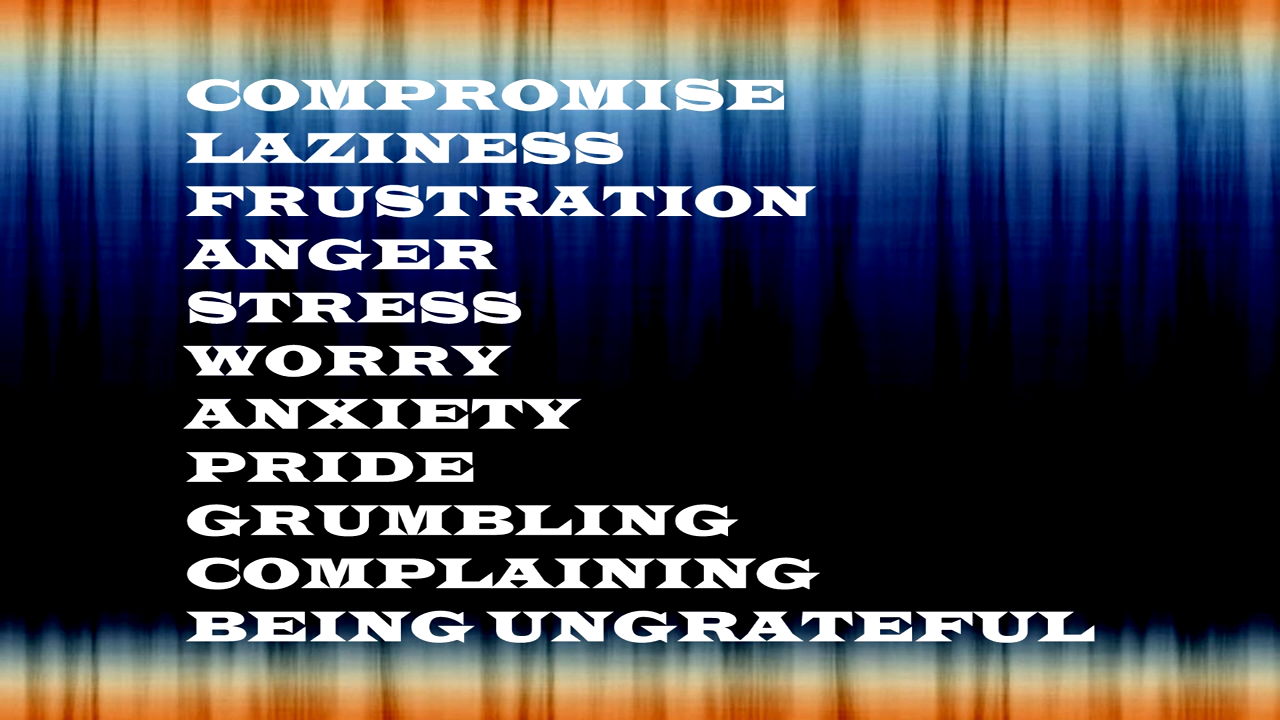 COMPROMISE
LAZINESS
FRUSTRATION
ANGER
STRESS
WORRY
ANXIETY
PRIDE
GRUMBLING
COMPLAINING
BEING UNGRATEFUL